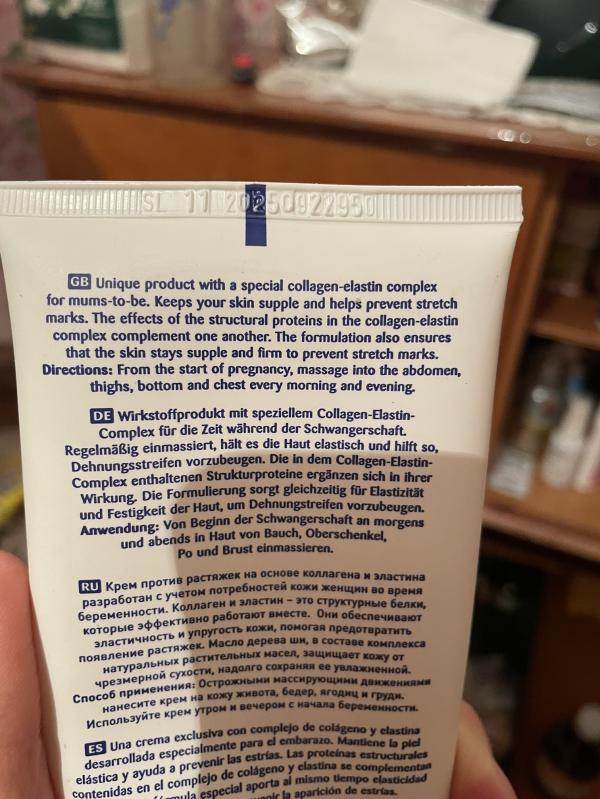 SL 11 20250922950
GB Unique product with a special collagen-elastin complex
for mums-to-be. Keeps your skin supple and helps prevent stretch
marks. The effects of the structural proteins in the collagen-elastin
complex complement one another. The formulation also ensures
that the skin stays supple and firm to prevent stretch marks.
Directions: From the start of pregnancy, massage into the abdomen,
thighs, bottom and chest every morning and evening.
DE Wirkstoffprodukt mit speziellem Collagen-Elastin-
Complex für die Zeit während der Schwangerschaft.
Regelmäßig einmassiert, hält es die Haut elastisch und hilft so,
Dehnungsstreifen vorzubeugen. Die in dem Collagen-Elastin-
Complex enthaltenen Strukturproteine ergänzen sich in ihrer
Wirkung. Die Formulierung sorgt gleichzeitig für Elastizität
und Festigkeit der Haut, um Dehnungsstreifen vorzubeugen.
Anwendung: Von Beginn der Schwangerschaft an morgens
und abends in Haut von Bauch, Oberschenkel,
Po und Brust einmassieren.
RU Крем против растяжек на основе коллагена и эластина
разработан с учетом потребностей кожи женщин во время
беременности. Коллаген и эластин – это структурные белки,
которые эффективно работают вместе. Они обеспечивают
эластичность и упругость кожи, помогая предотвратить
появление растяжек. Масло дерева ши, в составе комплекса
натуральных растительных масел, защищает кожу от
чрезмерной сухости, надолго сохраняя ее увлажненной.
Способ применения: Осторожными массирующими движениями
нанесите крем на кожу живота, бедер, ягодиц и груди.
Используйте крем утром и вечером с начала беременности.
ES Una crema exclusiva con complejo de colágeno y elastina
desarrollada especialmente para el embarazo. Mantiene la piel
elástica y ayuda a prevenir las estrías. Las proteínas estructurales
contenidas en el complejo de colágeno y elastina se complementan
fórmula especial aporta al mismo tiempo elasticidad
la aparición de estrías.